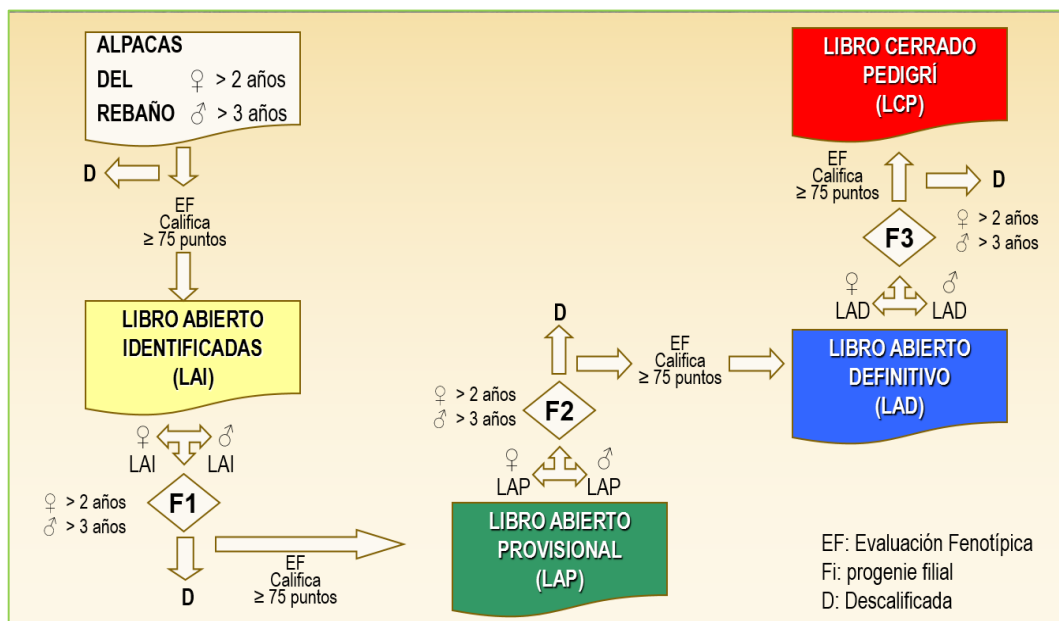 ALPACAS
DEL ♀ > 2 años
REBAÑO ♂ > 3 años
D
EF
Califica
≥ 75 puntos
LIBRO ABIERTO
IDENTIFICADAS
(LAI)
♀ ♂
LAI LAI
F1
♀ > 2 años
♂ > 3 años
D
EF
Califica
≥ 75 puntos
LIBRO ABIERTO
PROVISIONAL
(LAP)
♀ ♂
LAP LAP
F2
♀ > 2 años
♂ > 3 años
D
EF
Califica
≥ 75 puntos
LIBRO ABIERTO
DEFINITIVO
(LAD)
♀ ♂
LAD LAD
F3
♀ > 2 años
♂ > 3 años
D
EF
Califica
≥ 75 puntos
LIBRO CERRADO
PEDIGRÍ
(LCP)
EF: Evaluación Fenotípica
Fi: progenie filial
D: Descalificada